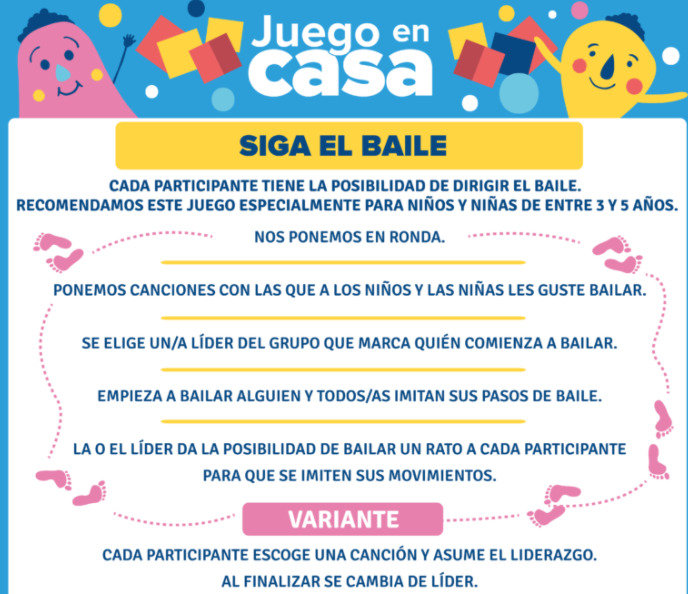 Juego en
casa
SIGA EL BAILE
CADA PARTICIPANTE TIENE LA POSIBILIDAD DE DIRIGIR EL BAILE.
RECOMENDAMOS ESTE JUEGO ESPECIALMENTE PARA NIÑOS Y NIÑAS DE ENTRE 3 Y 5 AÑOS.
NOS PONEMOS EN RONDA.
PONEMOS CANCIONES CON LAS QUE A LOS NIÑOS Y LAS NIÑAS LES GUSTE BAILAR.
SE ELIGE UN/A LÍDER DEL GRUPO QUE MARCA QUIÉN COMIENZA A BAILAR.
EMPIEZA A BAILAR ALGUIEN Y TODOS/AS IMITAN SUS PASOS DE BAILE.
LA O EL LÍDER DA LA POSIBILIDAD DE BAILAR UN RATO A CADA PARTICIPANTE
PARA QUE SE IMITEN SUS MOVIMIENTOS.
VARIANTE
CADA PARTICIPANTE ESCOGE UNA CANCIÓN Y ASUME EL LIDERAZGO.
AL FINALIZAR SE CAMBIA DE LÍDER.